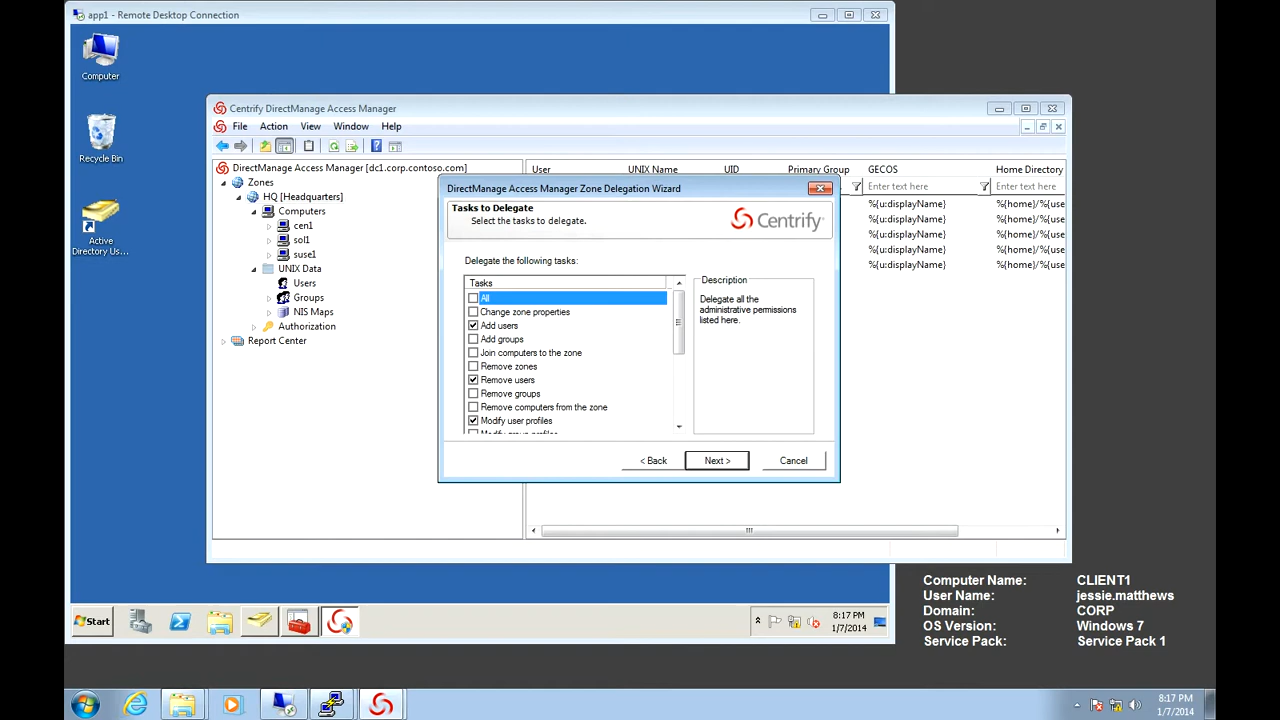 app1 - Remote Desktop Connection
Computer
Recycle Bin
Active
Directory Us...
Centrify DirectManage Access Manager
File Action View Window Help
DirectManage Access Manager [dc1.corp.contoso.com]
Zones
HQ [Headquarters]
Computers
cen1
sol1
suse1
UNIX Data
Users
Groups
NIS Maps
Authorization
Report Center
User UNIX Name UID Primary Group GECOS Home Directory
Enter text here Enter text here
%{u:displayName} %{home}/%{use
%{u:displayName} %{home}/%{use
%{u:displayName} %{home}/%{use
%{u:displayName} %{home}/%{use
%{u:displayName} %{home}/%{use
DirectManage Access Manager Zone Delegation Wizard
Tasks to Delegate
Select the tasks to delegate.
Centrify
Delegate the following tasks:
Tasks
All
Change zone properties
Add users
Add groups
Join computers to the zone
Remove zones
Remove users
Remove groups
Remove computers from the zone
Modify user profiles
Modify group profiles
Description
Delegate all the
administrative permissions
listed here.
< Back Next > Cancel
Start
8:17 PM
1/7/2014
Computer Name: CLIENT1
User Name: jessie.matthews
Domain: CORP
OS Version: Windows 7
Service Pack: Service Pack 1
8:17 PM
1/7/2014